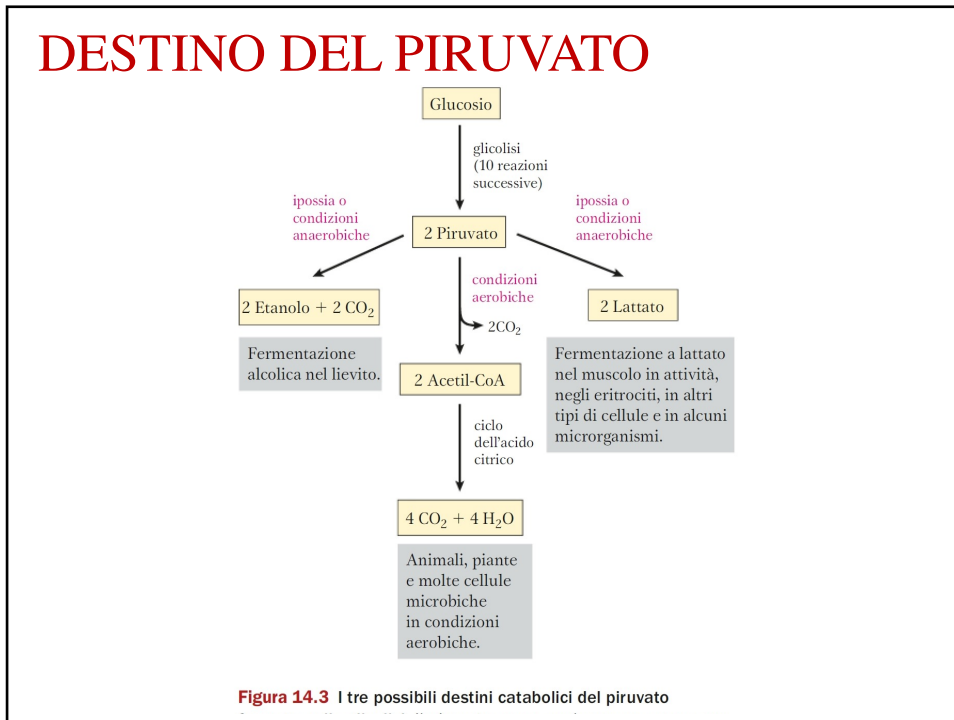 DESTINO DEL PIRUVATO
Glucosio
glicolisi
(10 reazioni
successive)
ipossia o
condizioni
anaerobiche
ipossia o
condizioni
anaerobiche
2 Piruvato
condizioni
aerobiche
2 Etanolo + 2 CO₂
2CO₂
2 Lattato
Fermentazione
alcolica nel lievito.
Fermentazione a lattato
nel muscolo in attività,
negli eritrociti, in altri
tipi di cellule e in alcuni
microrganismi.
2 Acetil-CoA
ciclo
dell'acido
citrico
4 CO₂ + 4 H₂O
Animali, piante
e molte cellule
microbiche
in condizioni
aerobiche.
Figura 14.3 I tre possibili destini catabolici del piruvato